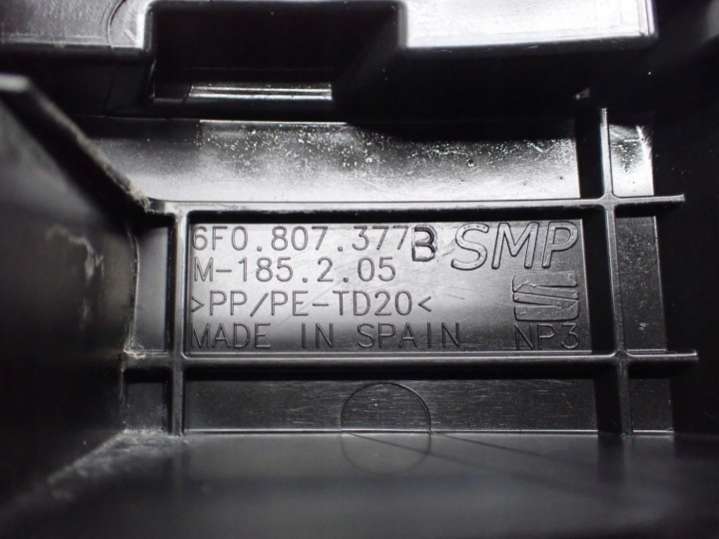 6F0.807.377B SMP
M-185.2.05
>PP/PE-TD20<
MADE IN SPAIN NP3